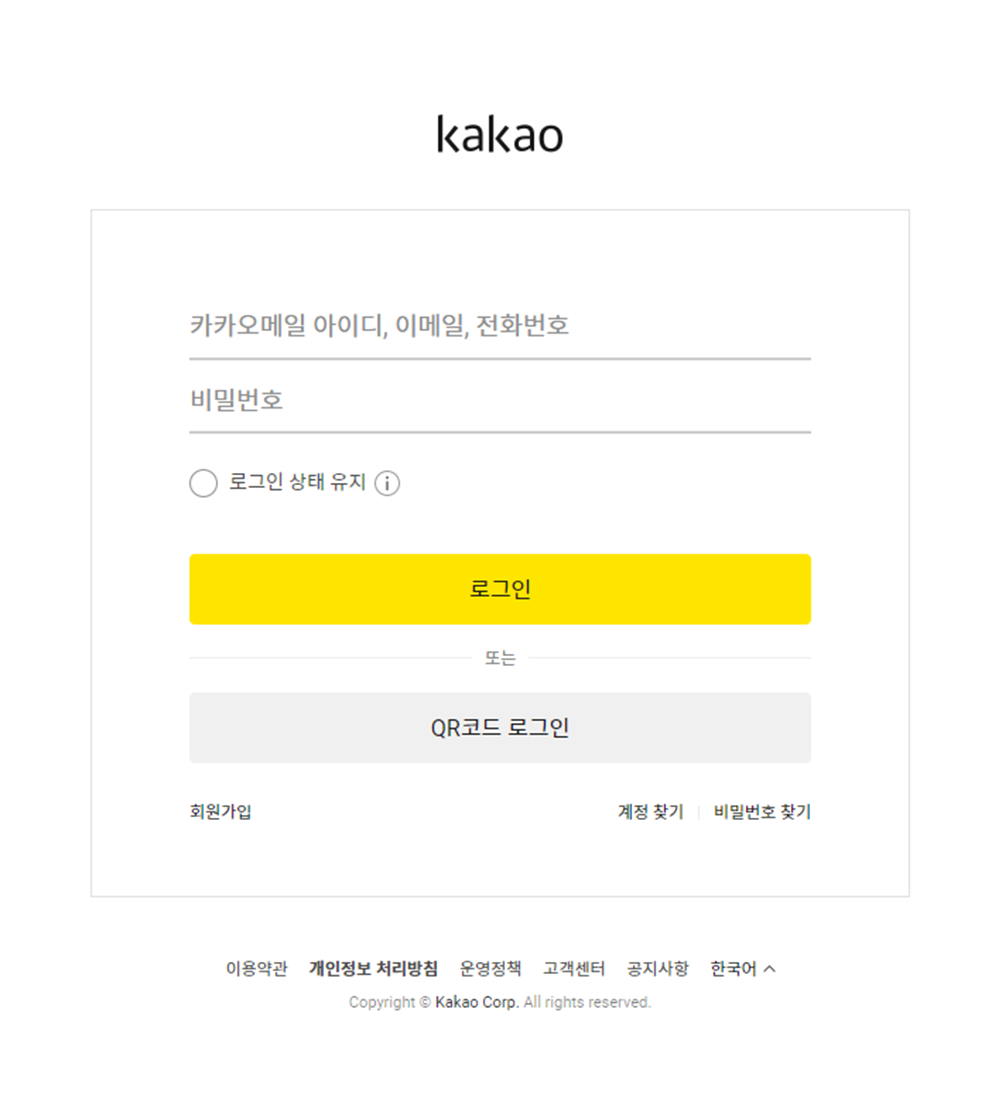 kakao
카카오메일 아이디, 이메일, 전화번호
비밀번호
로그인 상태 유지
로그인
또는
QR코드 로그인
회원가입 계정 찾기 비밀번호 찾기
이용약관 개인정보 처리방침 운영정책 고객센터 공지사항 한국어
Copyright © Kakao Corp. All rights reserved.